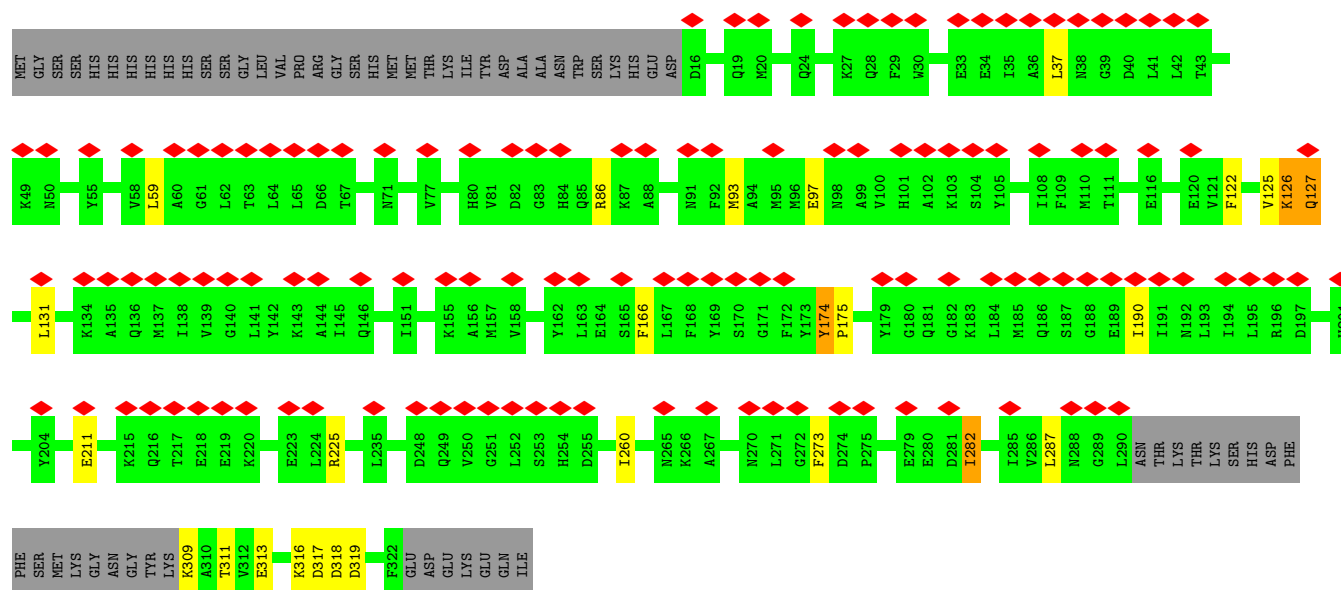 MET GLY SER SER HIS HIS HIS HIS HIS HIS SER SER GLY LEU VAL PRO ARG GLY SER HIS MET MET THR LYS ILE TYR ASP ALA ALA ASN TRP SER LYS HIS GLU ASP D16 Q19 M20 Q24 K27 Q28 F29 W30 E33 E34 I35 A36 L37 N38 G39 D40 L41 L42 T43
K49 N50 Y55 V58 L59 A60 G61 L62 T63 L64 L65 D66 T67 N71 V77 H80 V81 D82 G83 H84 Q85 R86 K87 A88 N91 F92 M93 A94 M95 M96 E97 N98 A99 V100 H101 A102 K103 S104 Y105 I108 F109 M110 T111 E116 E120 V121 F122 V125 K126 Q127
L131 K134 A135 Q136 M137 I138 V139 G140 L141 Y142 K143 A144 I145 Q146 I151 K155 A156 M157 V158 Y162 L163 E164 S165 F166 L167 F168 Y169 S170 G171 F172 Y173 Y174 P175 Y179 G180 Q181 G182 K183 L184 M185 Q186 S187 G188 E189 I190 I191 N192 L193 I194 L195 R196 D197
Y204 E211 K215 Q216 T217 E218 E219 K220 E223 L224 R225 L235 D248 Q249 V250 G251 L252 S253 H254 D255 I260 N265 K266 A267 N270 L271 G272 F273 D274 P275 E279 E280 D281 I282 I285 V286 L287 N288 G289 L290 ASN THR LYS THR LYS SER HIS ASP PHE
PHE SER MET LYS GLY ASN GLY TYR LYS K309 A310 T311 V312 E313 K316 D317 D318 D319 F322 GLU ASP GLU LYS GLU GLN ILE